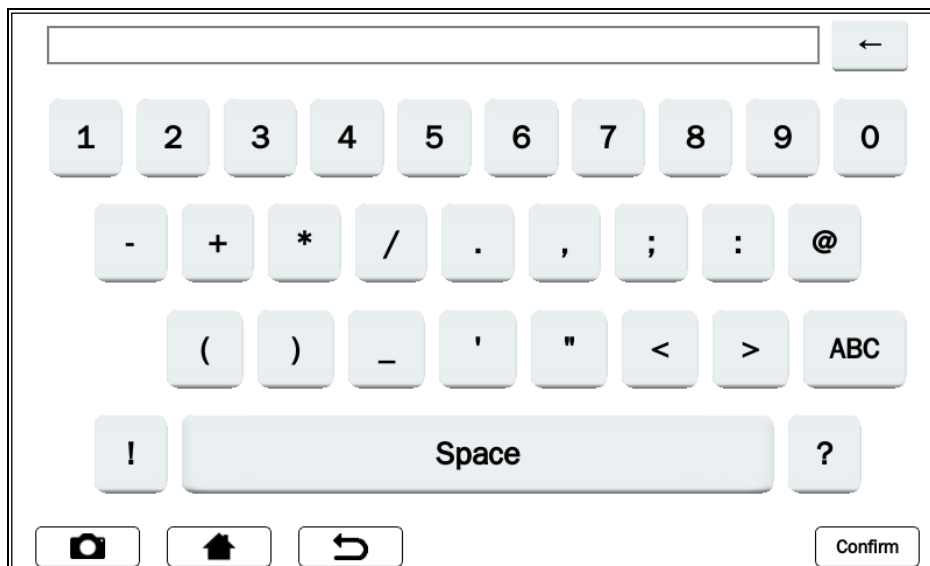 ←
1 2 3 4 5 6 7 8 9 0
- + * / . , ; : @
( ) _ ' " < > ABC
! Space ?
Confirm